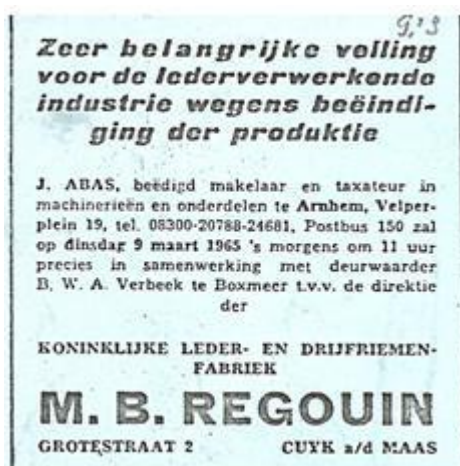 9,'3
Zeer belangrijke veiling
voor de lederverwerkende
industrie wegens beëindi-
ging der produktie
J. ABAS, beëdigd makelaar en taxateur in
machinerieën en onderdelen te Arnhem, Velper-
plein 19, tel. 08300-20788-24681, Postbus 150 zal
op dinsdag 9 maart 1965 's morgens om 11 uur
precies in samenwerking met deurwaarder
B. W. A. Verbeek te Boxmeer t.v.v. de direktie
der
KONINKLIJKE LEDER- EN DRIJFRIEMEN-
FABRIEK
M. B. REGOUIN
GROTESTRAAT 2 CUYK a/d MAAS